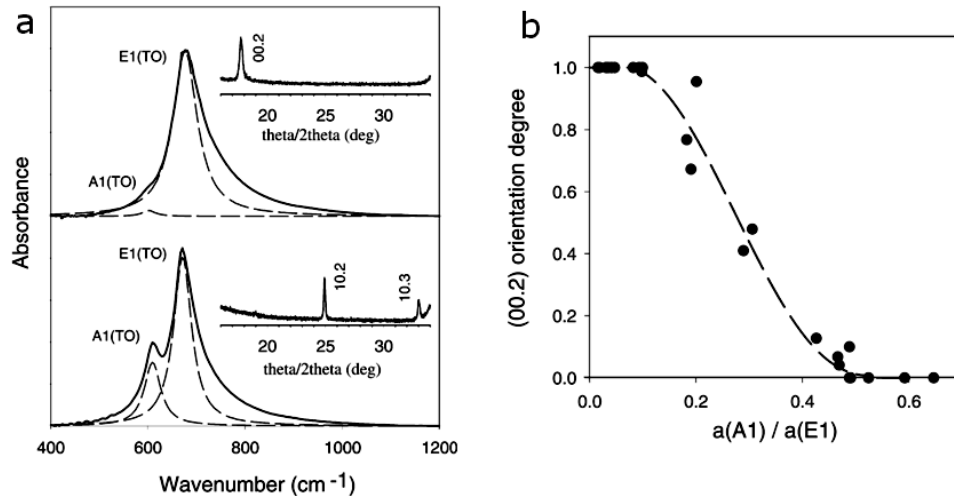 a
E1(TO)
A1(TO)
00.2
20 25 30
theta/2theta (deg)
E1(TO)
A1(TO)
10.2
10.3
20 25 30
theta/2theta (deg)
Absorbance
400 600 800 1000 1200
Wavenumber (cm -1)
b
(00.2) orientation degree
1.0
0.8
0.6
0.4
0.2
0.0
0.0 0.2 0.4 0.6
a(A1) / a(E1)